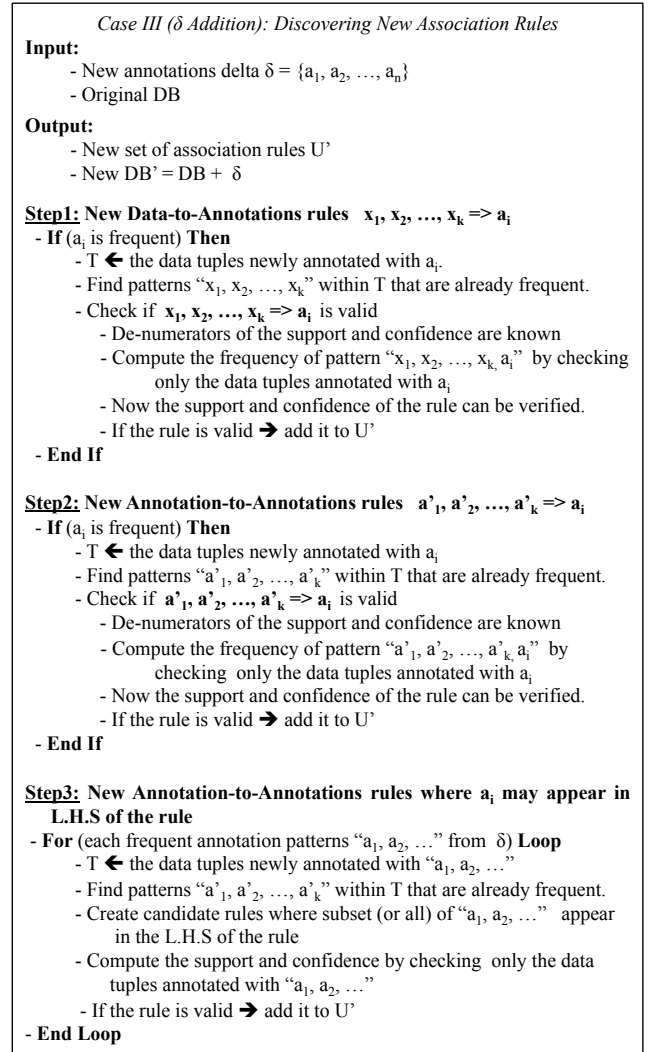 Case III (δ Addition): Discovering New Association Rules
Input:
- New annotations delta δ = {a₁, a₂, …, aₙ}
- Original DB
Output:
- New set of association rules U’
- New DB’ = DB + δ
Step1: New Data-to-Annotations rules x₁, x₂, …, xₖ => aᵢ
- If (aᵢ is frequent) Then
- T 🡸 the data tuples newly annotated with aᵢ.
- Find patterns “x₁, x₂, …, xₖ” within T that are already frequent.
- Check if x₁, x₂, …, xₖ => aᵢ is valid
- De-numerators of the support and confidence are known
- Compute the frequency of pattern “x₁, x₂, …, xₖ, aᵢ” by checking
only the data tuples annotated with aᵢ
- Now the support and confidence of the rule can be verified.
- If the rule is valid ➔ add it to U’
- End If
Step2: New Annotation-to-Annotations rules a’₁, a’₂, …, a’ₖ => aᵢ
- If (aᵢ is frequent) Then
- T 🡸 the data tuples newly annotated with aᵢ
- Find patterns “a’₁, a’₂, …, a’ₖ” within T that are already frequent.
- Check if a’₁, a’₂, …, a’ₖ => aᵢ is valid
- De-numerators of the support and confidence are known
- Compute the frequency of pattern “a’₁, a’₂, …, a’ₖ, aᵢ” by
checking only the data tuples annotated with aᵢ
- Now the support and confidence of the rule can be verified.
- If the rule is valid ➔ add it to U’
- End If
Step3: New Annotation-to-Annotations rules where aᵢ may appear in
L.H.S of the rule
- For (each frequent annotation patterns “a₁, a₂, …” from δ) Loop
- T 🡸 the data tuples newly annotated with “a₁, a₂, …”
- Find patterns “a’₁, a’₂, …, a’ₖ” within T that are already frequent.
- Create candidate rules where subset (or all) of “a₁, a₂, …” appear
in the L.H.S of the rule
- Compute the support and confidence by checking only the data
tuples annotated with “a₁, a₂, …”
- If the rule is valid ➔ add it to U’
- End Loop